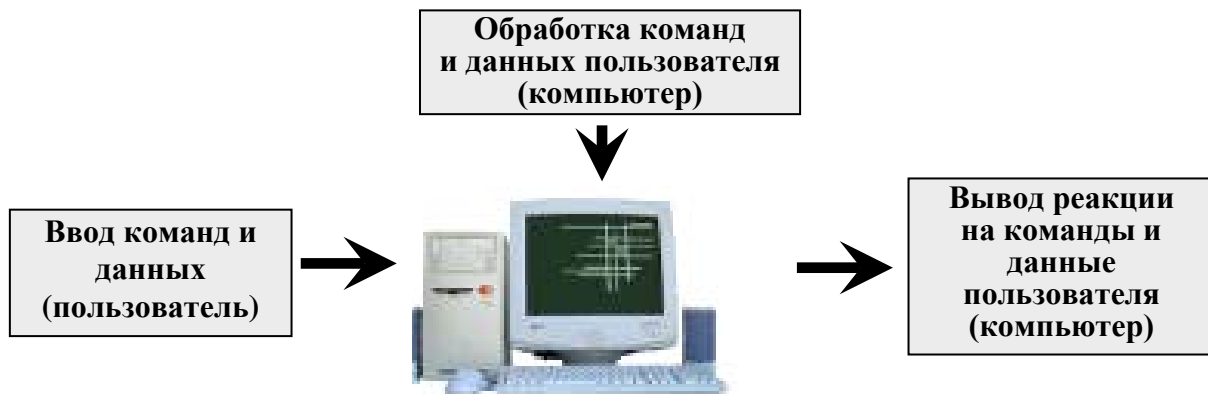 Обработка команд
и данных пользователя
(компьютер)
Ввод команд и
данных
(пользователь)
Вывод реакции
на команды и
данные
пользователя
(компьютер)